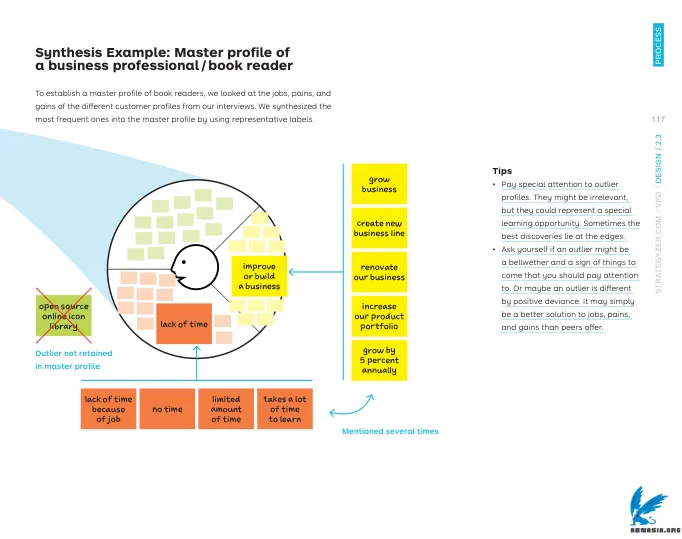 Synthesis Example: Master profile of
a business professional / book reader
To establish a master profile of book readers, we looked at the jobs, pains, and
gains of the different customer profiles from our interviews. We synthesized the
most frequent ones into the master profile by using representative labels.
PROCESS
117
STRATEGYZER.COM / VPD / DESIGN / 2.3
grow
business
create new
business line
renovate
our business
increase
our product
portfolio
grow by
5 percent
annually
improve
or build
a business
lack of time
open source
online icon
library
Outlier not retained
in master profile
lack of time
because
of job
no time
limited
amount
of time
takes a lot
of time
to learn
Mentioned several times
Tips
• Pay special attention to outlier
profiles. They might be irrelevant,
but they could represent a special
learning opportunity. Sometimes the
best discoveries lie at the edges.
• Ask yourself if an outlier might be
a bellwether and a sign of things to
come that you should pay attention
to. Or maybe an outlier is different
by positive deviance. It may simply
be a better solution to jobs, pains,
and gains than peers offer.
ABNASIA.ORG